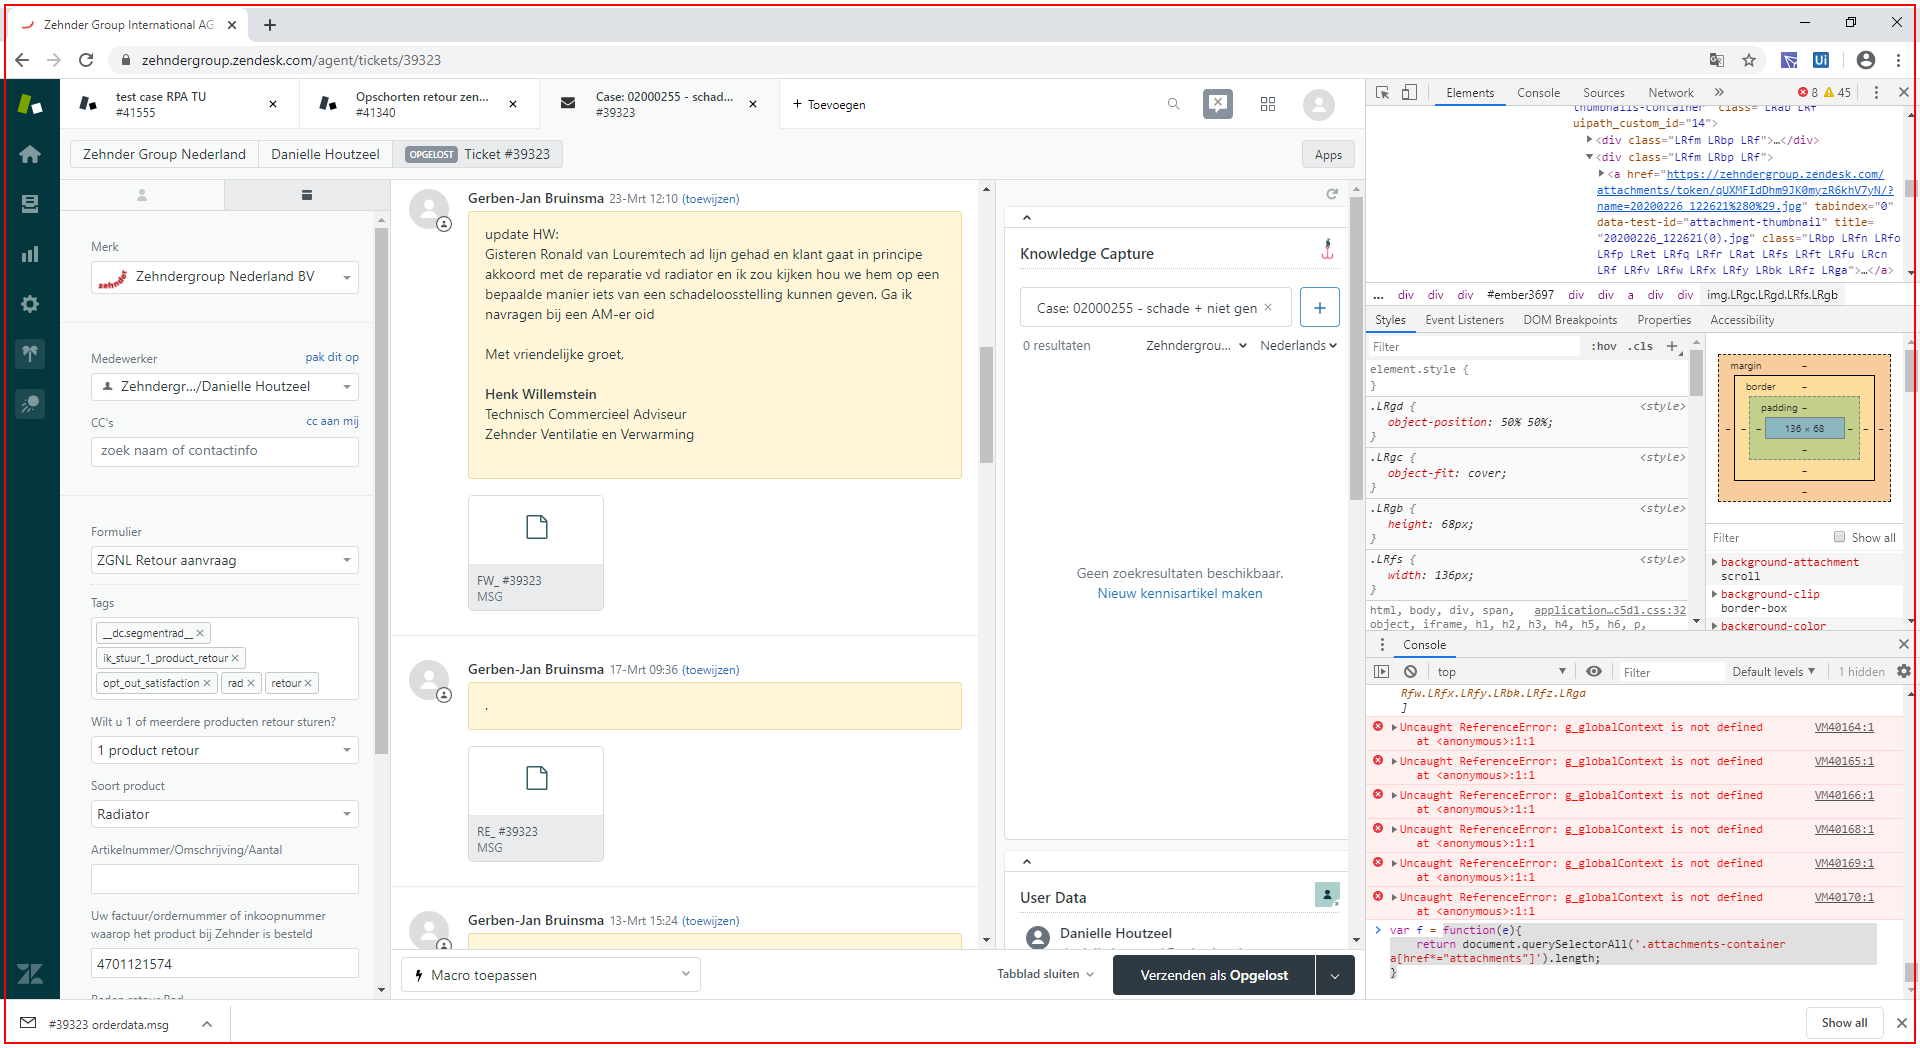 Zehnder Group International AG
zehndergroup.zendesk.com/agent/tickets/39323
Ui
test case RPA TU
#41555
Opschorten retour zen...
#41340
Case: 02000255 - schad...
#39323
+ Toevoegen
Zehnder Group Nederland
Danielle Houtzeel
OPGELOST Ticket #39323
Apps
Merk
Zehndergroup Nederland BV
Medewerker
pak dit op
Zehndergr.../Danielle Houtzeel
CC's
cc aan mij
zoek naam of contactinfo
Formulier
ZGNL Retour aanvraag
Tags
__dc.segmentrad__
ik_stuur_1_product_retour
opt_out_satisfaction
rad
retour
Wilt u 1 of meerdere producten retour sturen?
1 product retour
Soort product
Radiator
Artikelnummer/Omschrijving/Aantal
Uw factuur/ordernummer of inkoopnummer
waarop het product bij Zehnder is besteld
4701121574
Gerben-Jan Bruinsma 23-Mrt 12:10 (toewijzen)
update HW:
Gisteren Ronald van Louremtech ad lijn gehad en klant gaat in principe
akkoord met de reparatie vd radiator en ik zou kijken hou we hem op een
bepaalde manier iets van een schadeloosstelling kunnen geven. Ga ik
navragen bij een AM-er oid
Met vriendelijke groet,
Henk Willemstein
Technisch Commercieel Adviseur
Zehnder Ventilatie en Verwarming
FW_ #39323
MSG
Gerben-Jan Bruinsma 17-Mrt 09:36 (toewijzen)
.
RE_ #39323
MSG
Gerben-Jan Bruinsma 13-Mrt 15:24 (toewijzen)
Macro toepassen
Tabblad sluiten
Verzenden als Opgelost
Knowledge Capture
Case: 02000255 - schade + niet gen
0 resultaten
Zehndergrou...
Nederlands
Geen zoekresultaten beschikbaar.
Nieuw kennisartikel maken
User Data
Danielle Houtzeel
Elements
Console
Sources
Network
8
45
thumbnails-container" class="LRab LRf"
uipath_custom_id="14">
<div class="LRfm LRbp LRf">…</div>
<div class="LRfm LRbp LRf">
<a href="https://zehndergroup.zendesk.com/
attachments/token/qUXMFIdDhm9JK0myzR6khV7yN/?
name=20200226_122621%280%29.jpg" tabindex="0"
data-test-id="attachment-thumbnail" title=
"20200226_122621(0).jpg" class="LRbp LRfn LRfo
LRfp LRet LRfq LRfr LRat LRfs LRft LRfu LRcn
LRf LRfv LRfw LRfx LRfy LRbk LRfz LRga">…</a>
... div div div #ember3697 div div a div div img.LRgc.LRgd.LRfs.LRgb
Styles
Event Listeners
DOM Breakpoints
Properties
Accessibility
Filter
:hov .cls +
element.style {
}
.LRgd {
<style>
object-position: 50% 50%;
}
.LRgc {
<style>
object-fit: cover;
}
.LRgb {
<style>
height: 68px;
}
.LRfs {
<style>
width: 136px;
}
html, body, div, span,
application…c5d1.css:32
object, iframe, h1, h2, h3, h4, h5, h6, p,
margin
border
padding
136 × 68
Filter
Show all
background-attachment
scroll
background-clip
border-box
background-color
Console
top
Filter
Default levels
1 hidden
Rfw.LRfx.LRfy.LRbk.LRfz.LRga
]
Uncaught ReferenceError: g_globalContext is not defined
VM40164:1
at <anonymous>:1:1
Uncaught ReferenceError: g_globalContext is not defined
VM40165:1
at <anonymous>:1:1
Uncaught ReferenceError: g_globalContext is not defined
VM40166:1
at <anonymous>:1:1
Uncaught ReferenceError: g_globalContext is not defined
VM40168:1
at <anonymous>:1:1
Uncaught ReferenceError: g_globalContext is not defined
VM40169:1
at <anonymous>:1:1
Uncaught ReferenceError: g_globalContext is not defined
VM40170:1
at <anonymous>:1:1
var f = function(e){
return document.querySelectorAll('.attachments-container
a[href*="attachments"]').length;
}
#39323 orderdata.msg
Show all